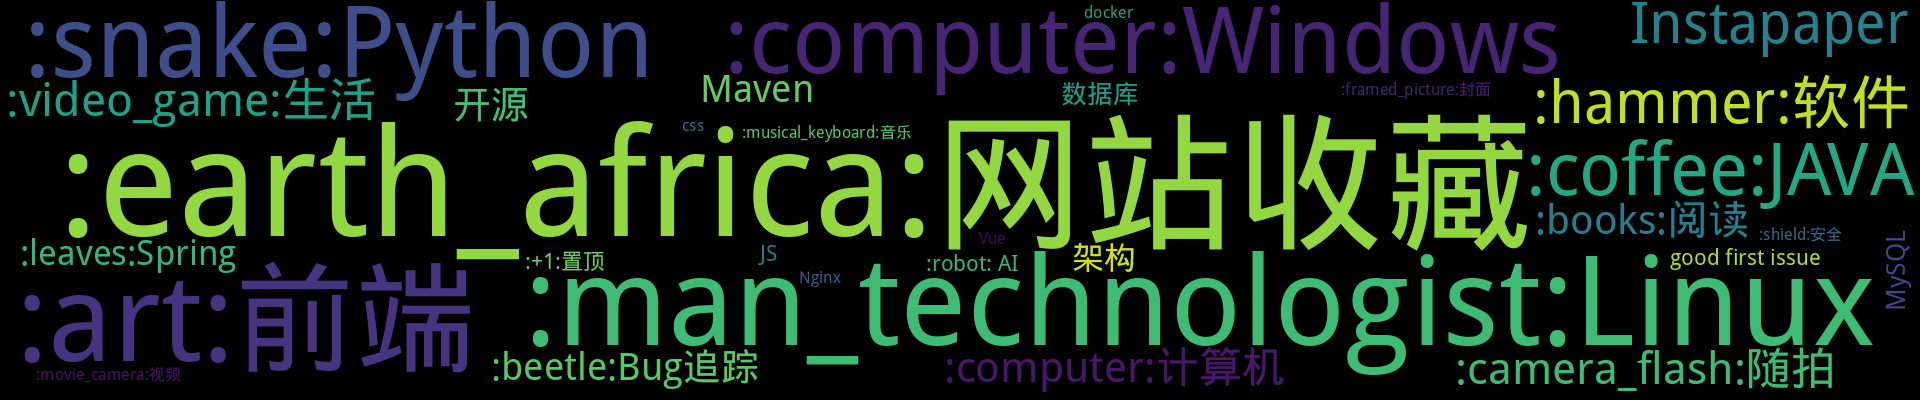 :snake:Python
:computer:Windows
docker
Instapaper
:video_game:生活
开源
Maven
数据库
:framed_picture:封面
:hammer:软件
css
:musical_keyboard:音乐
:earth_africa:网站收藏
:coffee:JAVA
:books:阅读
:shield:安全
:leaves:Spring
:+1:置顶
JS
Vue
Nginx
:robot: AI
架构
good first issue
MySQL
:art:前端
:man_technologist:Linux
:movie_camera:视频
:beetle:Bug追踪
:computer:计算机
:camera_flash:随拍